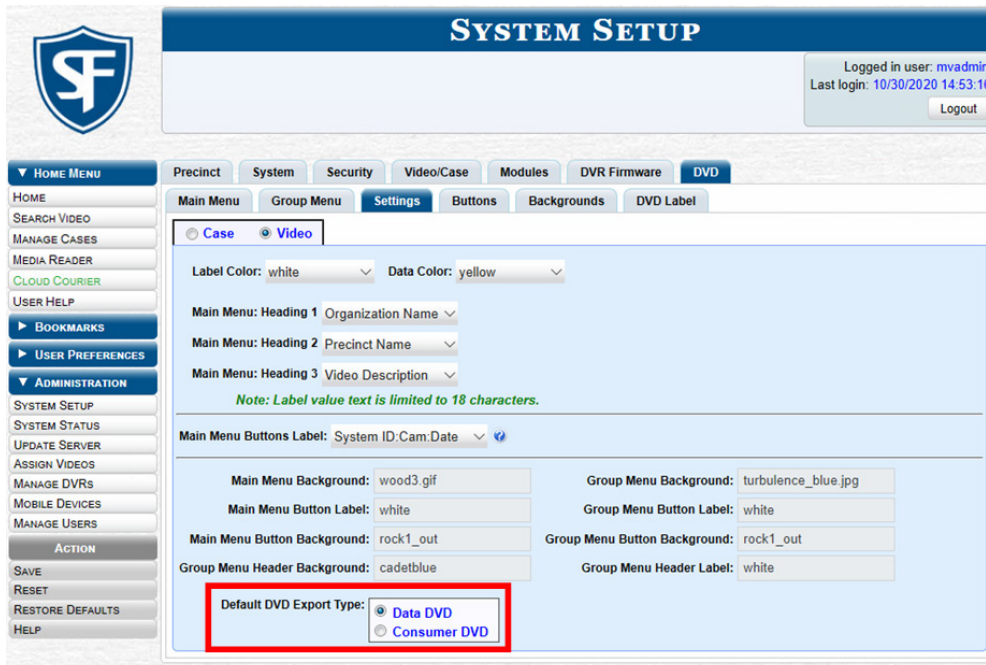 SF
SYSTEM SETUP
Logged in user: mvadmin
Last login: 10/30/2020 14:53:16
Logout
▼ HOME MENU
HOME
SEARCH VIDEO
MANAGE CASES
MEDIA READER
CLOUD COURIER
USER HELP
► BOOKMARKS
► USER PREFERENCES
▼ ADMINISTRATION
SYSTEM SETUP
SYSTEM STATUS
UPDATE SERVER
ASSIGN VIDEOS
MANAGE DVRS
MOBILE DEVICES
MANAGE USERS
ACTION
SAVE
RESET
RESTORE DEFAULTS
HELP
Precinct System Security Video/Case Modules DVR Firmware DVD
Main Menu Group Menu Settings Buttons Backgrounds DVD Label
Case Video
Label Color: white Data Color: yellow
Main Menu: Heading 1 Organization Name
Main Menu: Heading 2 Precinct Name
Main Menu: Heading 3 Video Description
Note: Label value text is limited to 18 characters.
Main Menu Buttons Label: System ID:Cam:Date ?
Main Menu Background: wood3.gif Group Menu Background: turbulence_blue.jpg
Main Menu Button Label: white Group Menu Button Label: white
Main Menu Button Background: rock1_out Group Menu Button Background: rock1_out
Group Menu Header Background: cadetblue Group Menu Header Label: white
Default DVD Export Type: Data DVD
Consumer DVD